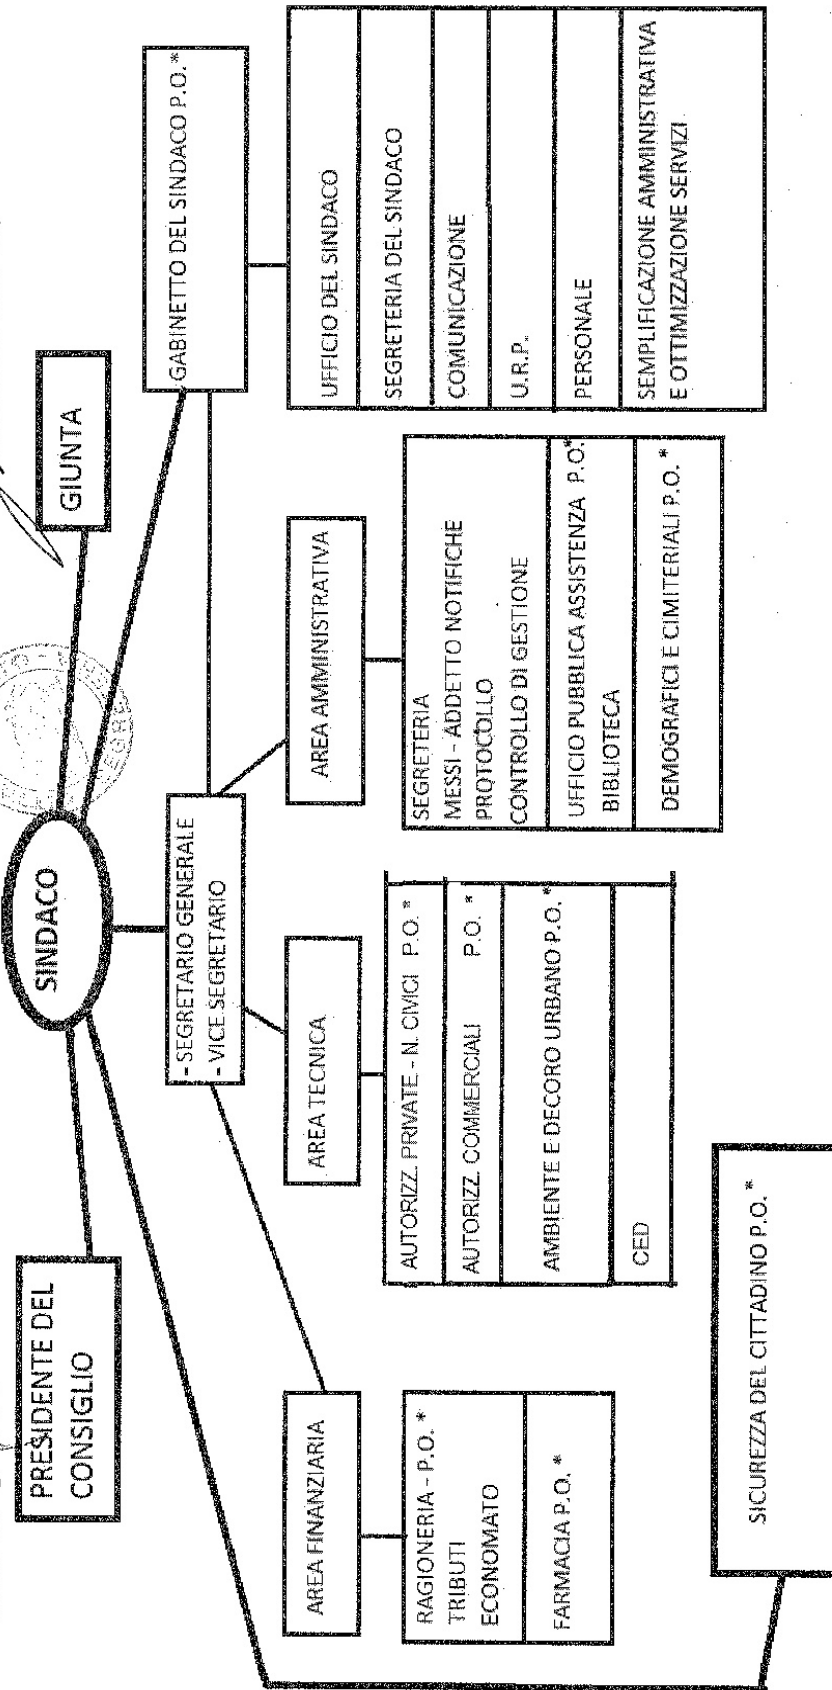 SINDACO
PRESIDENTE DEL
CONSIGLIO
GIUNTA
- SEGRETARIO GENERALE
- VICE SEGRETARIO
GABINETTO DEL SINDACO P.O. *
AREA FINANZIARIA
AREA TECNICA
AREA AMMINISTRATIVA
RAGIONERIA - P.O. *
TRIBUTI
ECONOMATO
FARMACIA P.O. *
AUTORIZZ. PRIVATE - N. CIVICI P.O. *
AUTORIZZ. COMMERCIALI P.O. *
AMBIENTE E DECORO URBANO P.O. *
CED
SEGRETERIA
MESSI - ADDETTO NOTIFICHE
PROTOCOLLO
CONTROLLO DI GESTIONE
UFFICIO PUBBLICA ASSISTENZA P.O.*
BIBLIOTECA
DEMOGRAFICI E CIMITERIALI P.O. *
UFFICIO DEL SINDACO
SEGRETERIA DEL SINDACO
COMUNICAZIONE
U.R.P.
PERSONALE
SEMPLIFICAZIONE AMMINISTRATIVA
E OTTIMIZZAZIONE SERVIZI
SICUREZZA DEL CITTADINO P.O. *